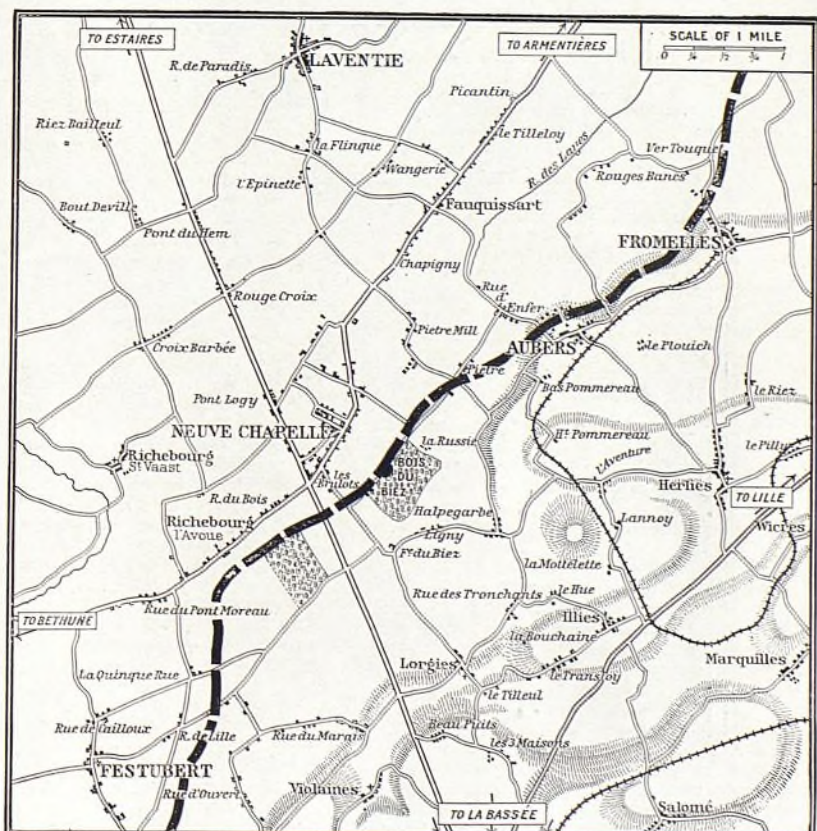 TO ESTAIRES
TO ARMENTIÈRES
SCALE OF 1 MILE
0 ¼ ½ ¾ 1
R. de Paradis
LAVENTIE
Picantin
Riez Bailleul
la Flinque
le Tilleloy
R. des Layes
Ver Touque
Wangerie
Rouges Bancs
l'Epinette
Bout Deville
Fauquissart
Pont du Hem
FROMELLES
Chapigny
Rouge Croix
Rue d'
Enfer
Pietre Mill
Croix Barbée
AUBERS
le Plouich
Pietre
Bas Pommereau
le Riez
Pont Logy
NEUVE CHAPELLE
Ht. Pommereau
la Russie
le Pilly
Richebourg
St Vaast
les
Brulots
BOIS
DU
BIEZ
l'Aventure
Herlies
TO LILLE
R. du Bois
Halpegarbe
Lannoy
Wicres
Richebourg
l'Avoue
Ligny
Fe. du Biez
la Mottelette
Rue des Tronchants
le Hue
Rue du Pont Moreau
TO BETHUNE
Illies
la Bouchaine
Lorgies
Marquilles
La Quinque Rue
le Transloy
le Tilleul
Rue de Cailloux
R. de Lille
Rue du Marais
Beau Puits
les 3 Maisons
FESTUBERT
Rue d'Ouvert
Violaines
TO LA BASSÉE
Salomé